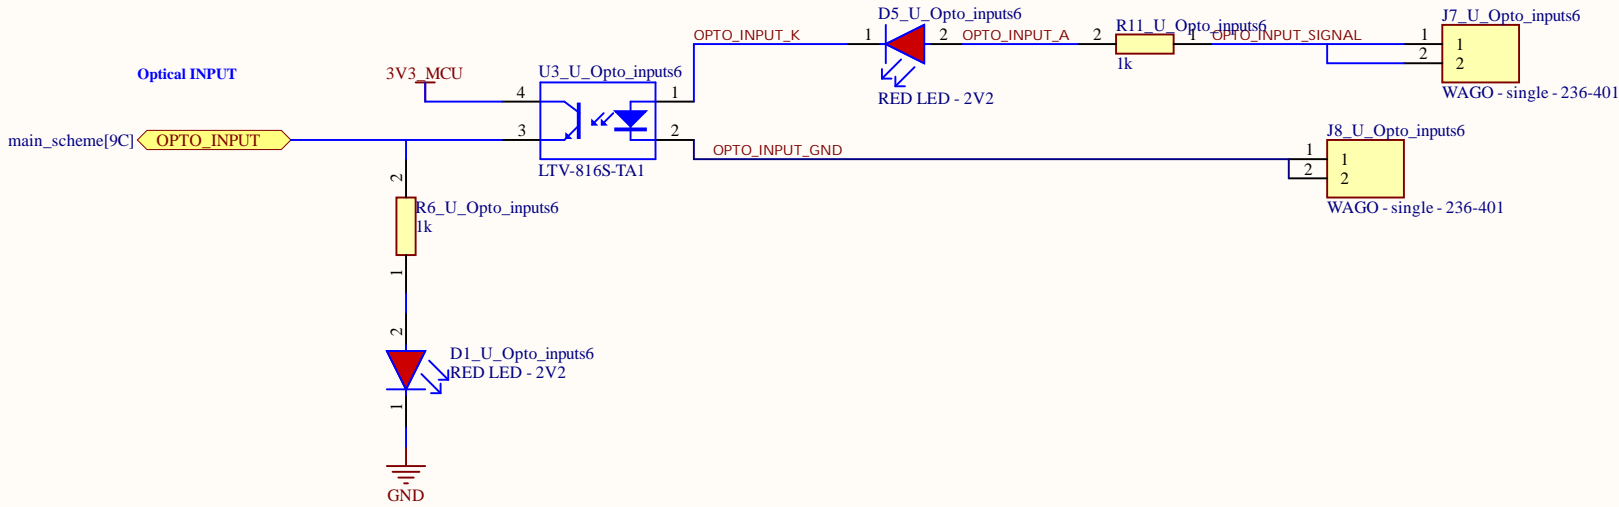 D5_U_Opto_inputs6
J7_U_Opto_inputs6
R11_U_Opto_inputs6
OPTO_INPUT_K
1
2
OPTO_INPUT_A
2
1
OPTO_INPUT_SIGNAL
1
1
2
2
1k
Optical INPUT
3V3_MCU
U3_U_Opto_inputs6
RED LED - 2V2
WAGO - single - 236-401
4
1
main_scheme[9C]
OPTO_INPUT
3
2
OPTO_INPUT_GND
J8_U_Opto_inputs6
1
1
2
2
LTV-816S-TA1
2
R6_U_Opto_inputs6
1k
WAGO - single - 236-401
1
2
D1_U_Opto_inputs6
RED LED - 2V2
1
GND